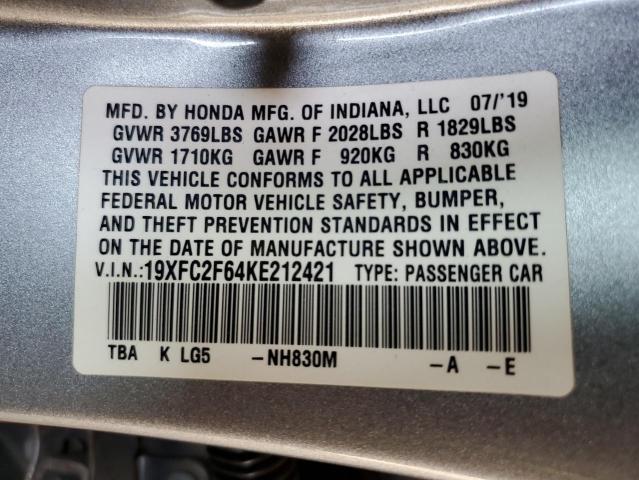 MFD. BY HONDA MFG. OF INDIANA, LLC 07/'19
GVWR 3769LBS GAWR F 2028LBS R 1829LBS
GVWR 1710KG GAWR F 920KG R 830KG
THIS VEHICLE CONFORMS TO ALL APPLICABLE
FEDERAL MOTOR VEHICLE SAFETY, BUMPER,
AND THEFT PREVENTION STANDARDS IN EFFECT
ON THE DATE OF MANUFACTURE SHOWN ABOVE.
V.I.N.:19XFC2F64KE212421 TYPE: PASSENGER CAR
TBA K LG5 -NH830M -A -E